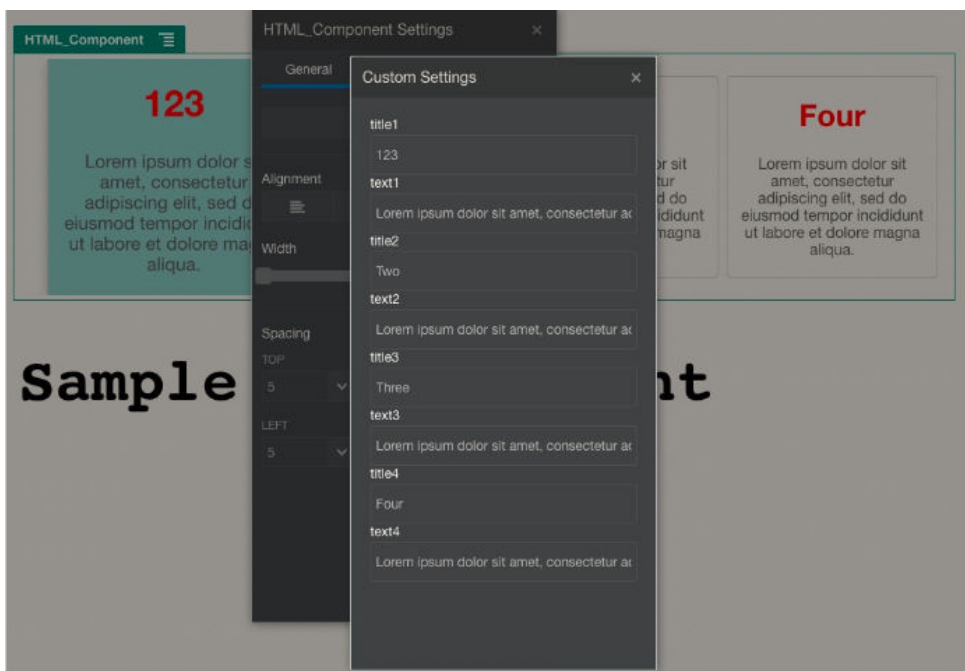 HTML_Component
HTML_Component Settings
General
Custom Settings
123
Lorem ipsum dolor s
amet, consectetur
adipiscing elit, sed d
eiusmod tempor incidi
ut labore et dolore ma
aliqua.
Alignment
Width
Spacing
TOP
5
LEFT
5
title1
123
text1
Lorem ipsum dolor sit amet, consectetur ac
title2
Two
text2
Lorem ipsum dolor sit amet, consectetur ac
title3
Three
text3
Lorem ipsum dolor sit amet, consectetur ac
title4
Four
text4
Lorem ipsum dolor sit amet, consectetur ac
or sit
tur
d do
ididunt
magna
Four
Lorem ipsum dolor sit
amet, consectetur
adipiscing elit, sed do
eiusmod tempor incididunt
ut labore et dolore magna
aliqua.
Sample nt